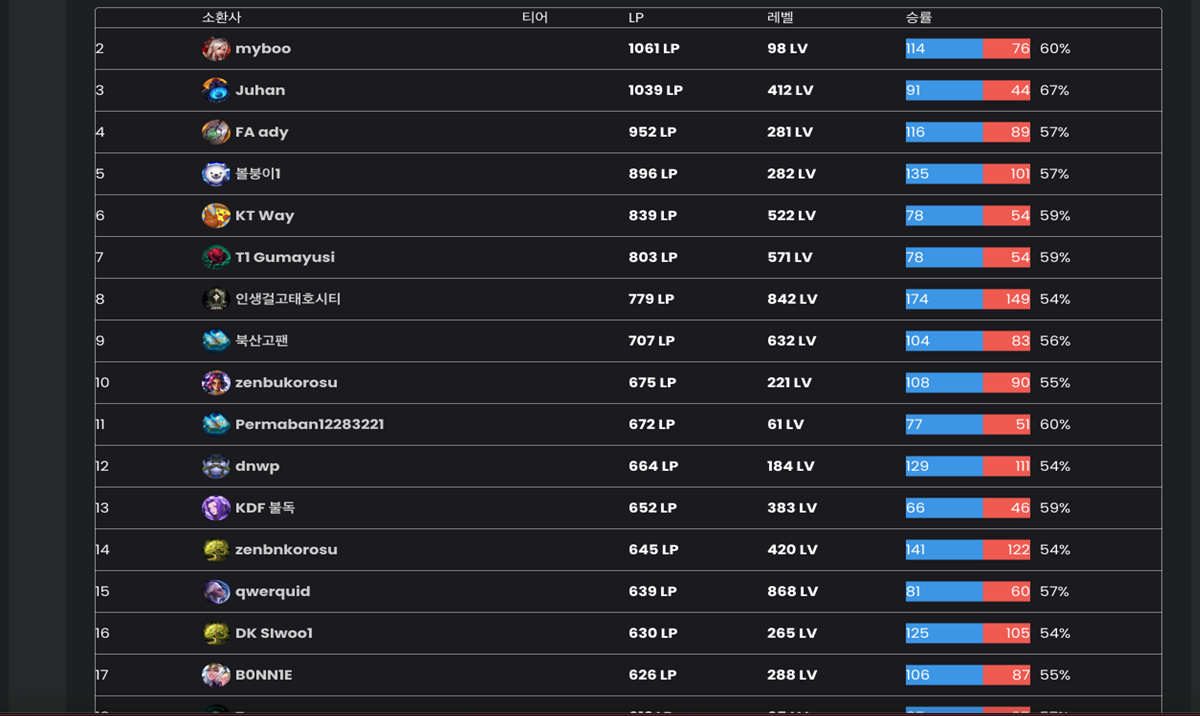 소환사 티어 LP 레벨 승률
2 myboo 1061 LP 98 LV 114 76 60%
3 Juhan 1039 LP 412 LV 91 44 67%
4 FA ady 952 LP 281 LV 116 89 57%
5 볼붕이1 896 LP 282 LV 135 101 57%
6 KT Way 839 LP 522 LV 78 54 59%
7 T1 Gumayusi 803 LP 571 LV 78 54 59%
8 인생걸고태호시티 779 LP 842 LV 174 149 54%
9 북산고팬 707 LP 632 LV 104 83 56%
10 zenbukorosu 675 LP 221 LV 108 90 55%
11 Permaban12283221 672 LP 61 LV 77 51 60%
12 dnwp 664 LP 184 LV 129 111 54%
13 KDF 불독 652 LP 383 LV 66 46 59%
14 zenbnkorosu 645 LP 420 LV 141 122 54%
15 qwerquid 639 LP 868 LV 81 60 57%
16 DK SIwoo1 630 LP 265 LV 125 105 54%
17 B0NN1E 626 LP 288 LV 106 87 55%